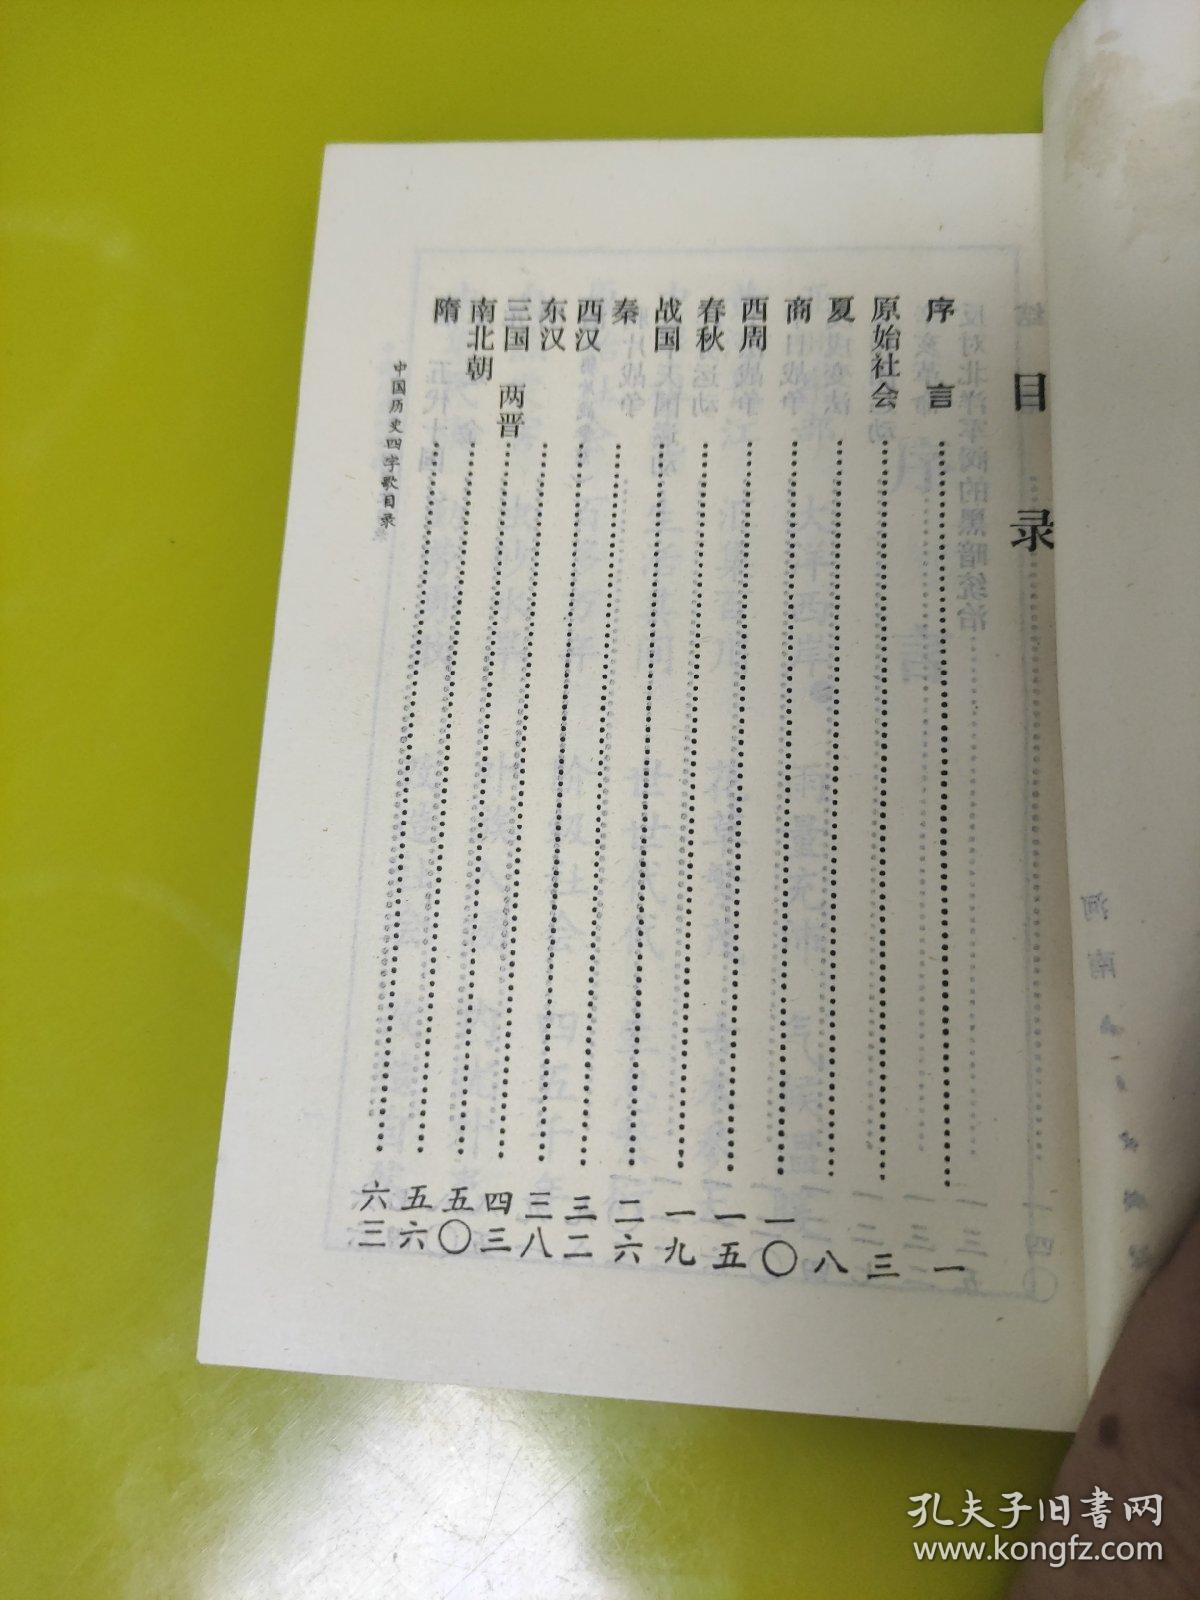 目录
序言…………一
原始社会…………三
夏…………八
商…………一〇
西周…………一五
春秋…………一九
战国…………二六
秦…………三二
西汉…………三八
东汉…………四三
三国 两晋…………五〇
南北朝…………五六
隋…………六三
中国历史四字歌目录
孔夫子旧书网
www.kongfz.com